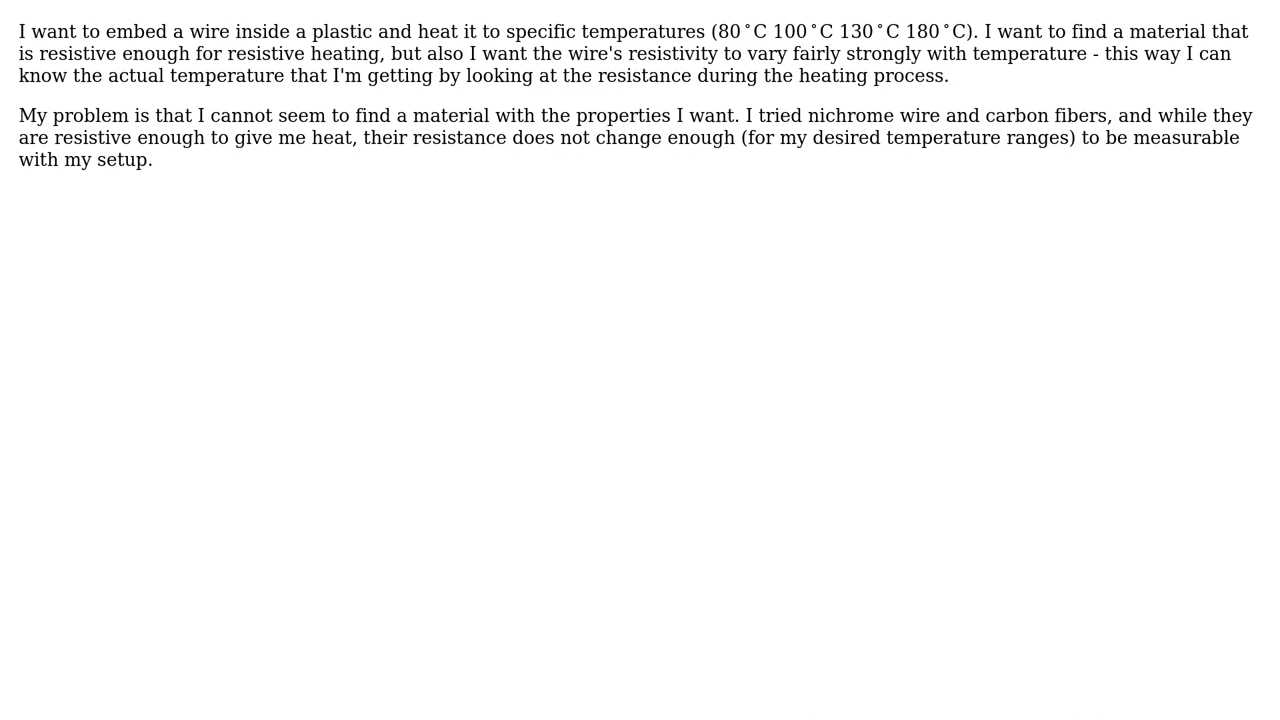 I want to embed a wire inside a plastic and heat it to specific temperatures (80˚C 100˚C 130˚C 180˚C). I want to find a material that
is resistive enough for resistive heating, but also I want the wire's resistivity to vary fairly strongly with temperature - this way I can
know the actual temperature that I'm getting by looking at the resistance during the heating process.
My problem is that I cannot seem to find a material with the properties I want. I tried nichrome wire and carbon fibers, and while they
are resistive enough to give me heat, their resistance does not change enough (for my desired temperature ranges) to be measurable
with my setup.